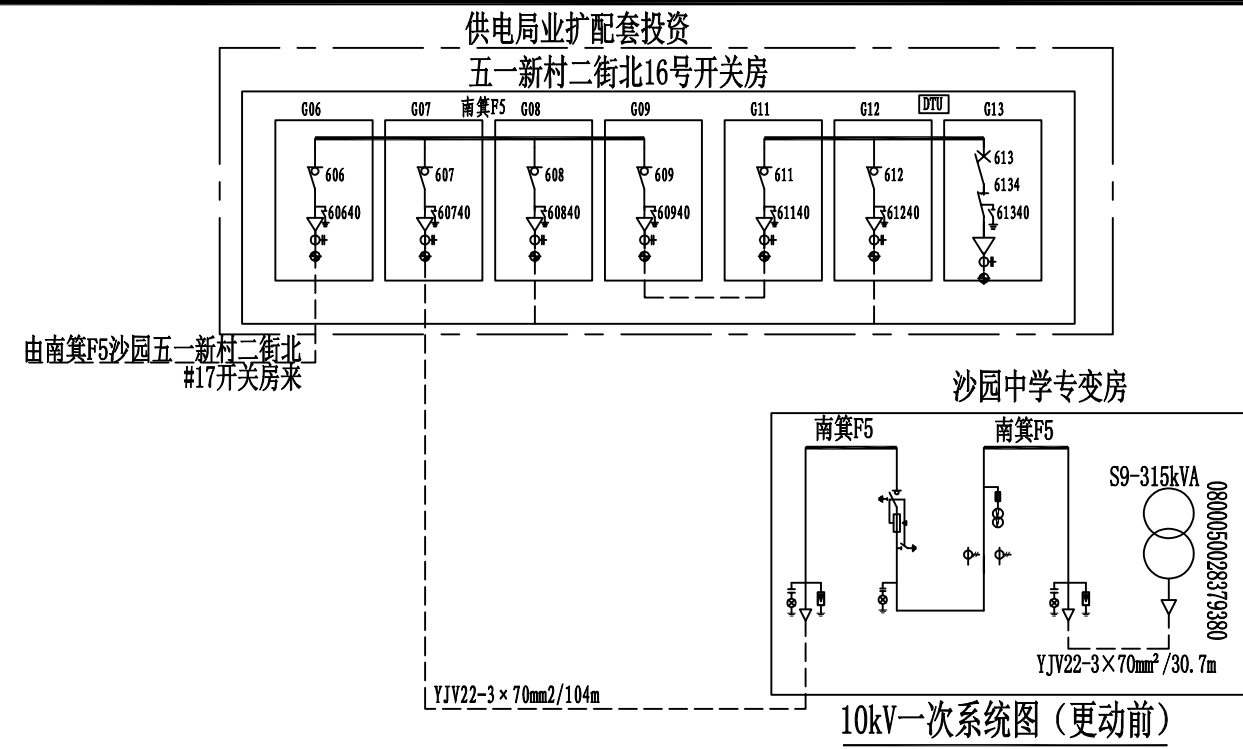 供电局业扩配套投资
五一新村二街北16号开关房
G06 G07 南箕F5 G08 G09 G11 G12 DTU G13
606 607 608 609 611 612 613
6134
60640 60740 60840 60940 61140 61240 61340
由南箕F5沙园五一新村二街北
#17开关房来
沙园中学专变房
南箕F5 南箕F5
S9-315kVA
0800050028379380
YJV22-3×70mm²/30.7m
YJV22-3×70mm2/104m
10kV一次系统图（更动前）